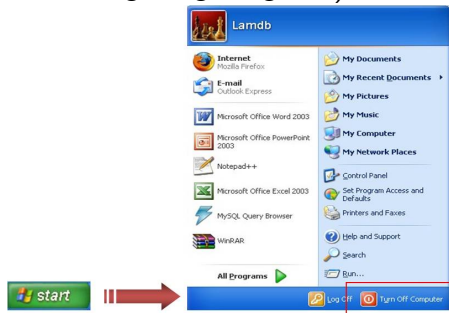 Lamdb
Internet
Mozilla Firefox
E-mail
Outlook Express
Microsoft Office Word 2003
Microsoft Office PowerPoint
2003
Notepad++
Microsoft Office Excel 2003
MySQL Query Browser
WinRAR
All Programs
My Documents
My Recent Documents
My Pictures
My Music
My Computer
My Network Places
Control Panel
Set Program Access and
Defaults
Printers and Faxes
Help and Support
Search
Run...
Log Off
Turn Off Computer
start